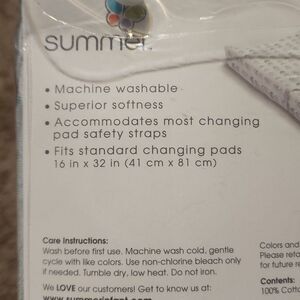 summer.
• Machine washable
• Superior softness
• Accommodates most changing
pad safety straps
• Fits standard changing pads
16 in x 32 in (41 cm x 81 cm)
Care Instructions:
Wash before first use. Machine wash cold, gentle
cycle with like colors. Use non-chlorine bleach only
if needed. Tumble dry, low heat. Do not iron.
We LOVE our customers! Get to know us at:
www.summerinfant.com
Colors and
Please reta
for future r
Contents:
100% Cotto